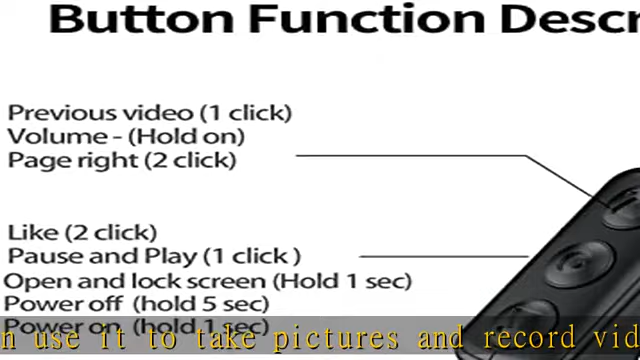 Button Function Descr
Previous video (1 click)
Volume - (Hold on)
Page right (2 click)
Like (2 click)
Pause and Play (1 click )
Open and lock screen (Hold 1 sec)
Power off (hold 5 sec)
Power on (hold 1 sec)
n use it to take pictures and record vid